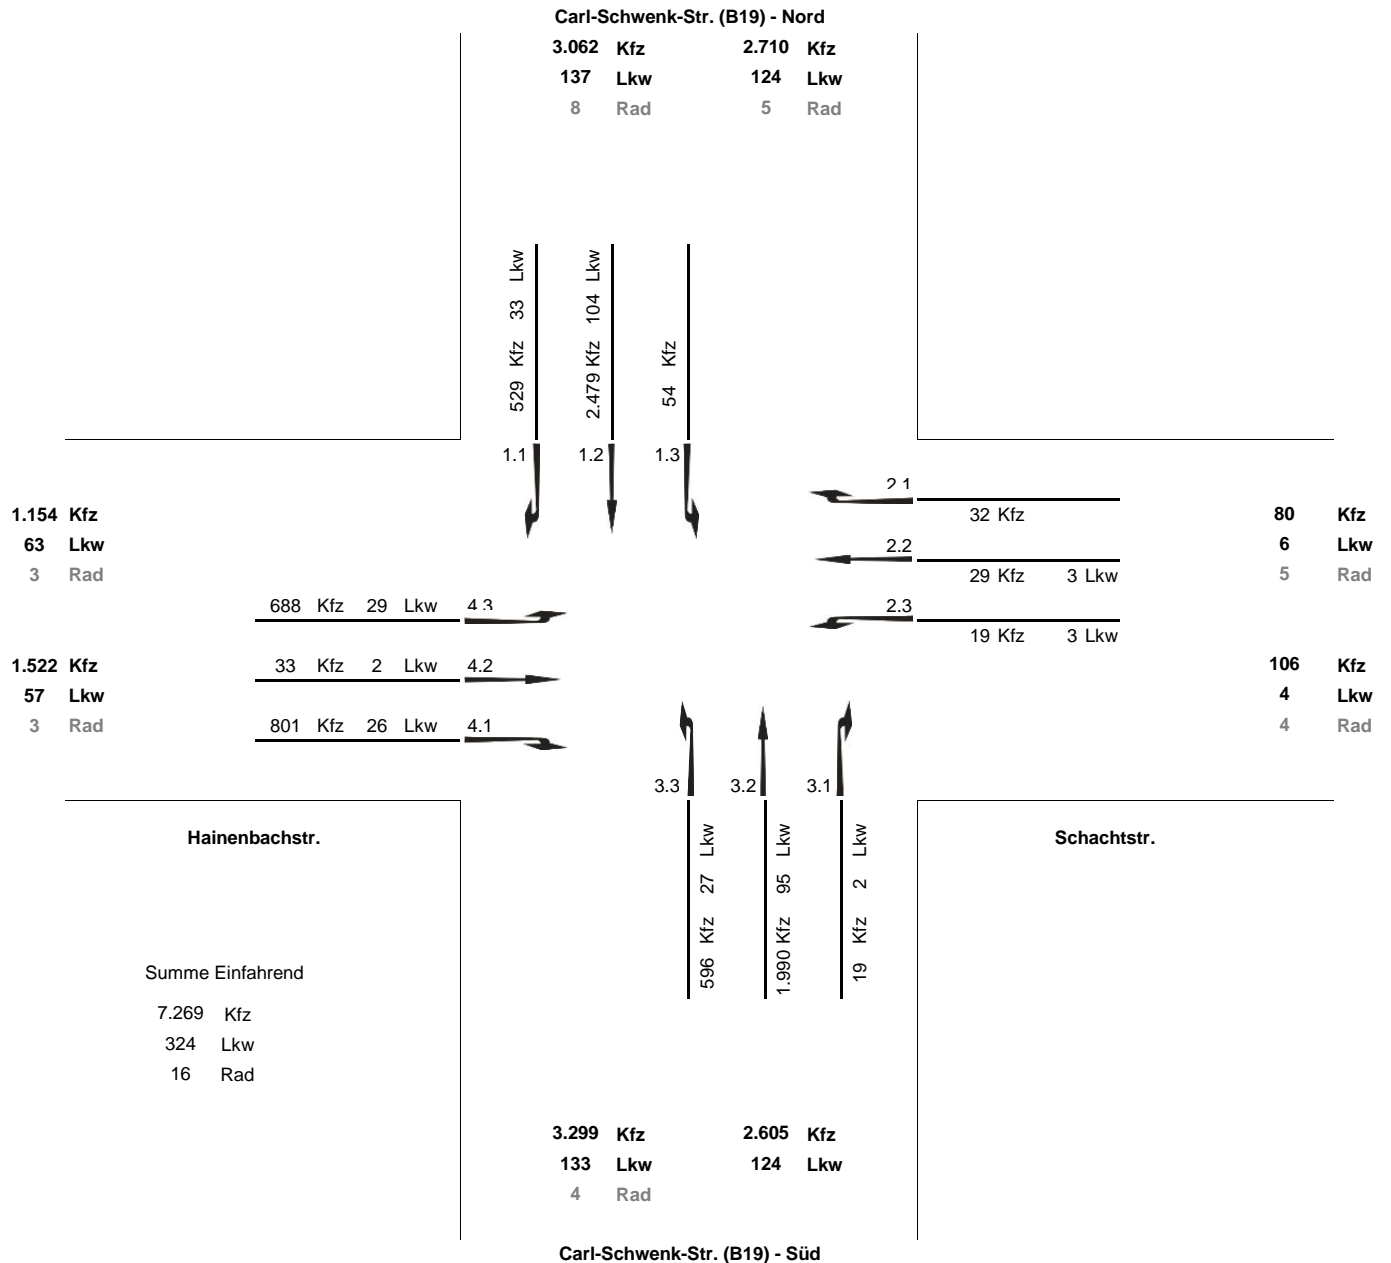 Carl-Schwenk-Str. (B19) - Nord
3.062 Kfz 2.710 Kfz
137 Lkw 124 Lkw
8 Rad 5 Rad
529 Kfz 33 Lkw
2.479 Kfz 104 Lkw
54 Kfz
1.1 1.2 1.3
2.1
32 Kfz
1.154 Kfz
63 Lkw
3 Rad
80 Kfz
6 Lkw
5 Rad
2.2
29 Kfz 3 Lkw
688 Kfz 29 Lkw 4.3
2.3
19 Kfz 3 Lkw
1.522 Kfz
57 Lkw
3 Rad
33 Kfz 2 Lkw 4.2
801 Kfz 26 Lkw 4.1
106 Kfz
4 Lkw
4 Rad
3.3 3.2 3.1
596 Kfz 27 Lkw
1.990 Kfz 95 Lkw
19 Kfz 2 Lkw
Hainenbachstr.
Schachtstr.
Summe Einfahrend
7.269 Kfz
324 Lkw
16 Rad
3.299 Kfz 2.605 Kfz
133 Lkw 124 Lkw
4 Rad
Carl-Schwenk-Str. (B19) - Süd